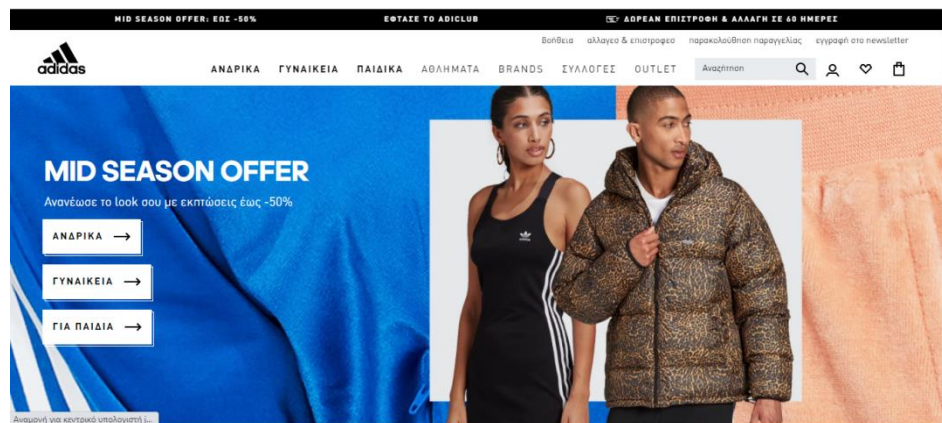 MID SEASON OFFER: ΕΩΣ -50%
ΕΦΤΑΣΕ ΤΟ ADICLUB
ΔΩΡΕΑΝ ΕΠΙΣΤΡΟΦΗ & ΑΛΛΑΓΗ ΣΕ 60 ΗΜΕΡΕΣ
βοήθεια αλλαγεσ & επιστροφεσ παρακολούθηση παραγγελίας εγγραφή στο newsletter
adidas
ΑΝΔΡΙΚΑ ΓΥΝΑΙΚΕΙΑ ΠΑΙΔΙΚΑ ΑΘΛΗΜΑΤΑ BRANDS ΣΥΛΛΟΓΕΣ OUTLET Αναζήτηση
MID SEASON OFFER
Ανανέωσε το look σου με εκπτώσεις έως -50%
ΑΝΔΡΙΚΑ
ΓΥΝΑΙΚΕΙΑ
ΓΙΑ ΠΑΙΔΙΑ
Αναμονή για κεντρικό υπολογιστή i...